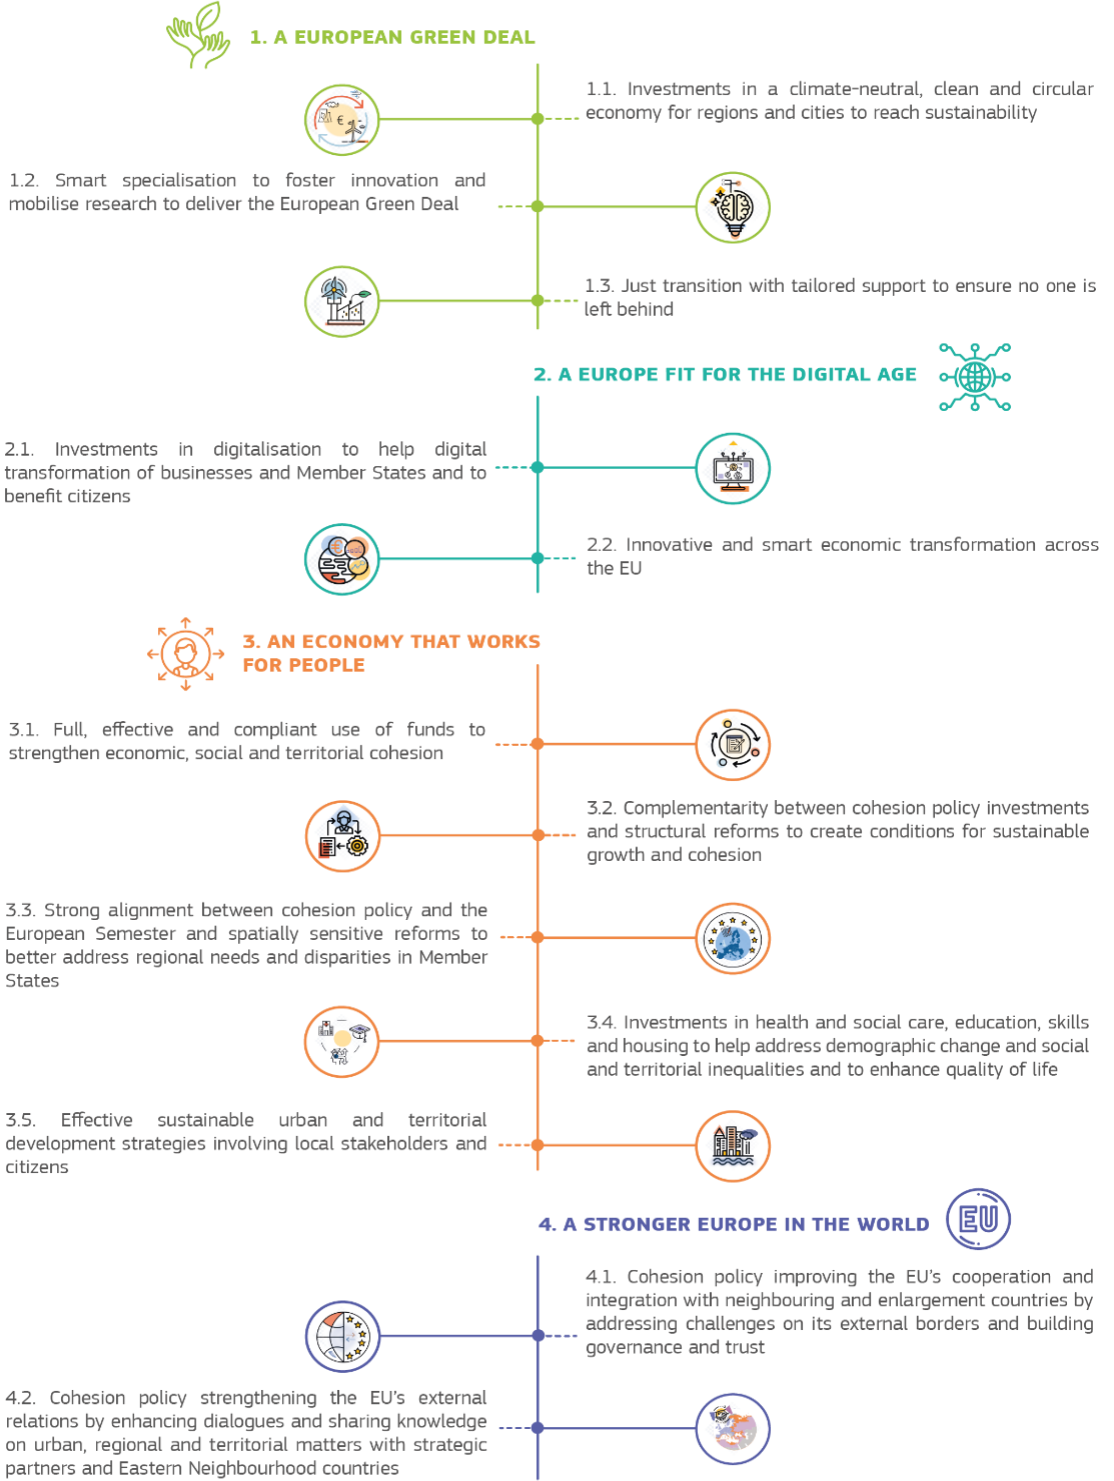 1. A EUROPEAN GREEN DEAL
1.1. Investments in a climate-neutral, clean and circular
economy for regions and cities to reach sustainability
1.2. Smart specialisation to foster innovation and
mobilise research to deliver the European Green Deal
1.3. Just transition with tailored support to ensure no one is
left behind
2. A EUROPE FIT FOR THE DIGITAL AGE
2.1. Investments in digitalisation to help digital
transformation of businesses and Member States and to
benefit citizens
2.2. Innovative and smart economic transformation across
the EU
3. AN ECONOMY THAT WORKS
FOR PEOPLE
3.1. Full, effective and compliant use of funds to
strengthen economic, social and territorial cohesion
3.2. Complementarity between cohesion policy investments
and structural reforms to create conditions for sustainable
growth and cohesion
3.3. Strong alignment between cohesion policy and the
European Semester and spatially sensitive reforms to
better address regional needs and disparities in Member
States
3.4. Investments in health and social care, education, skills
and housing to help address demographic change and social
and territorial inequalities and to enhance quality of life
3.5. Effective sustainable urban and territorial
development strategies involving local stakeholders and
citizens
4. A STRONGER EUROPE IN THE WORLD
EU
4.1. Cohesion policy improving the EU's cooperation and
integration with neighbouring and enlargement countries by
addressing challenges on its external borders and building
governance and trust
4.2. Cohesion policy strengthening the EU's external
relations by enhancing dialogues and sharing knowledge
on urban, regional and territorial matters with strategic
partners and Eastern Neighbourhood countries